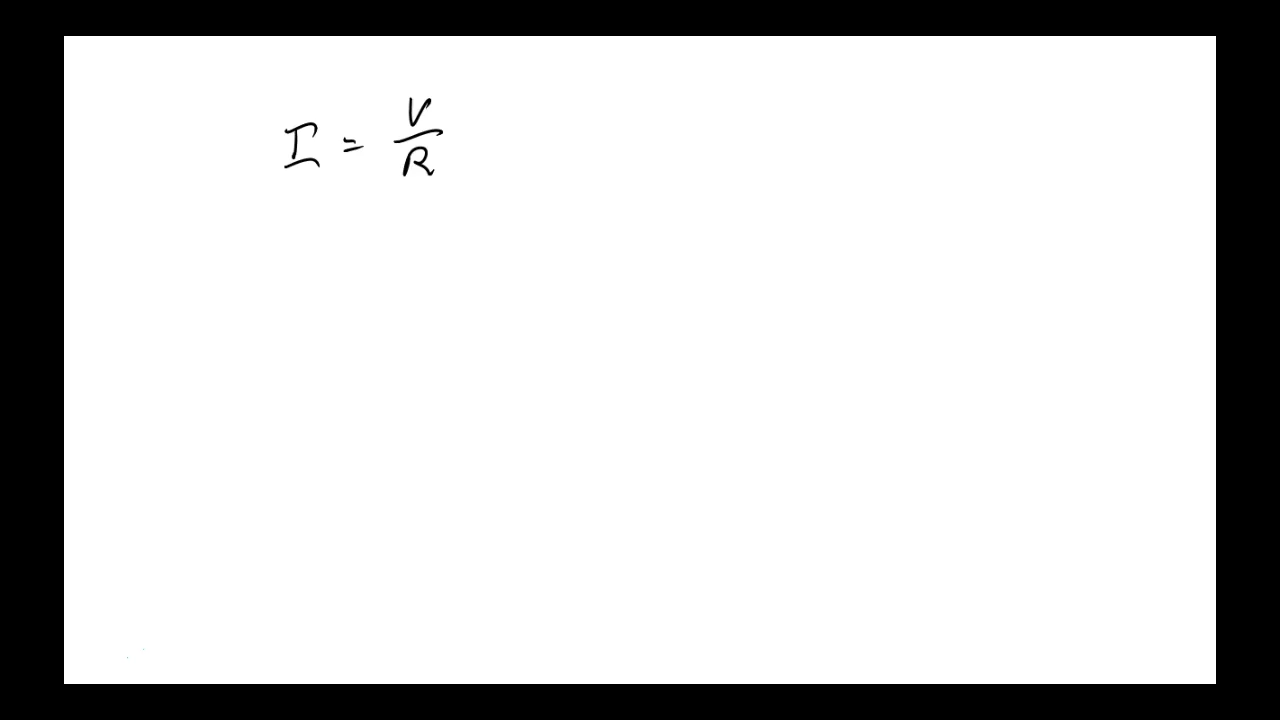 I = V/R